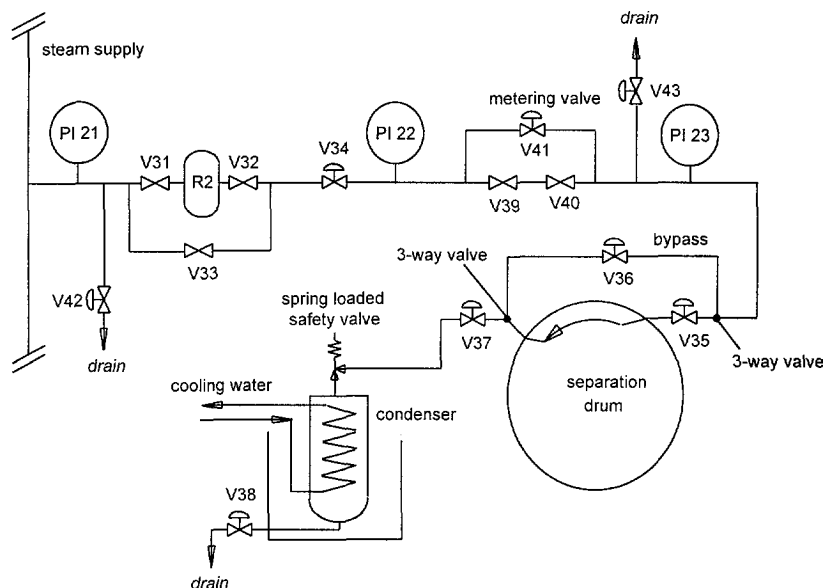 drain
steam supply
metering valve
V43
PI 21
PI 22
PI 23
V34
V41
V31
R2
V32
V39
V40
V33
bypass
3-way valve
V36
V42
spring loaded
safety valve
V37
V35
drain
3-way valve
cooling water
separation
drum
condenser
V38
drain